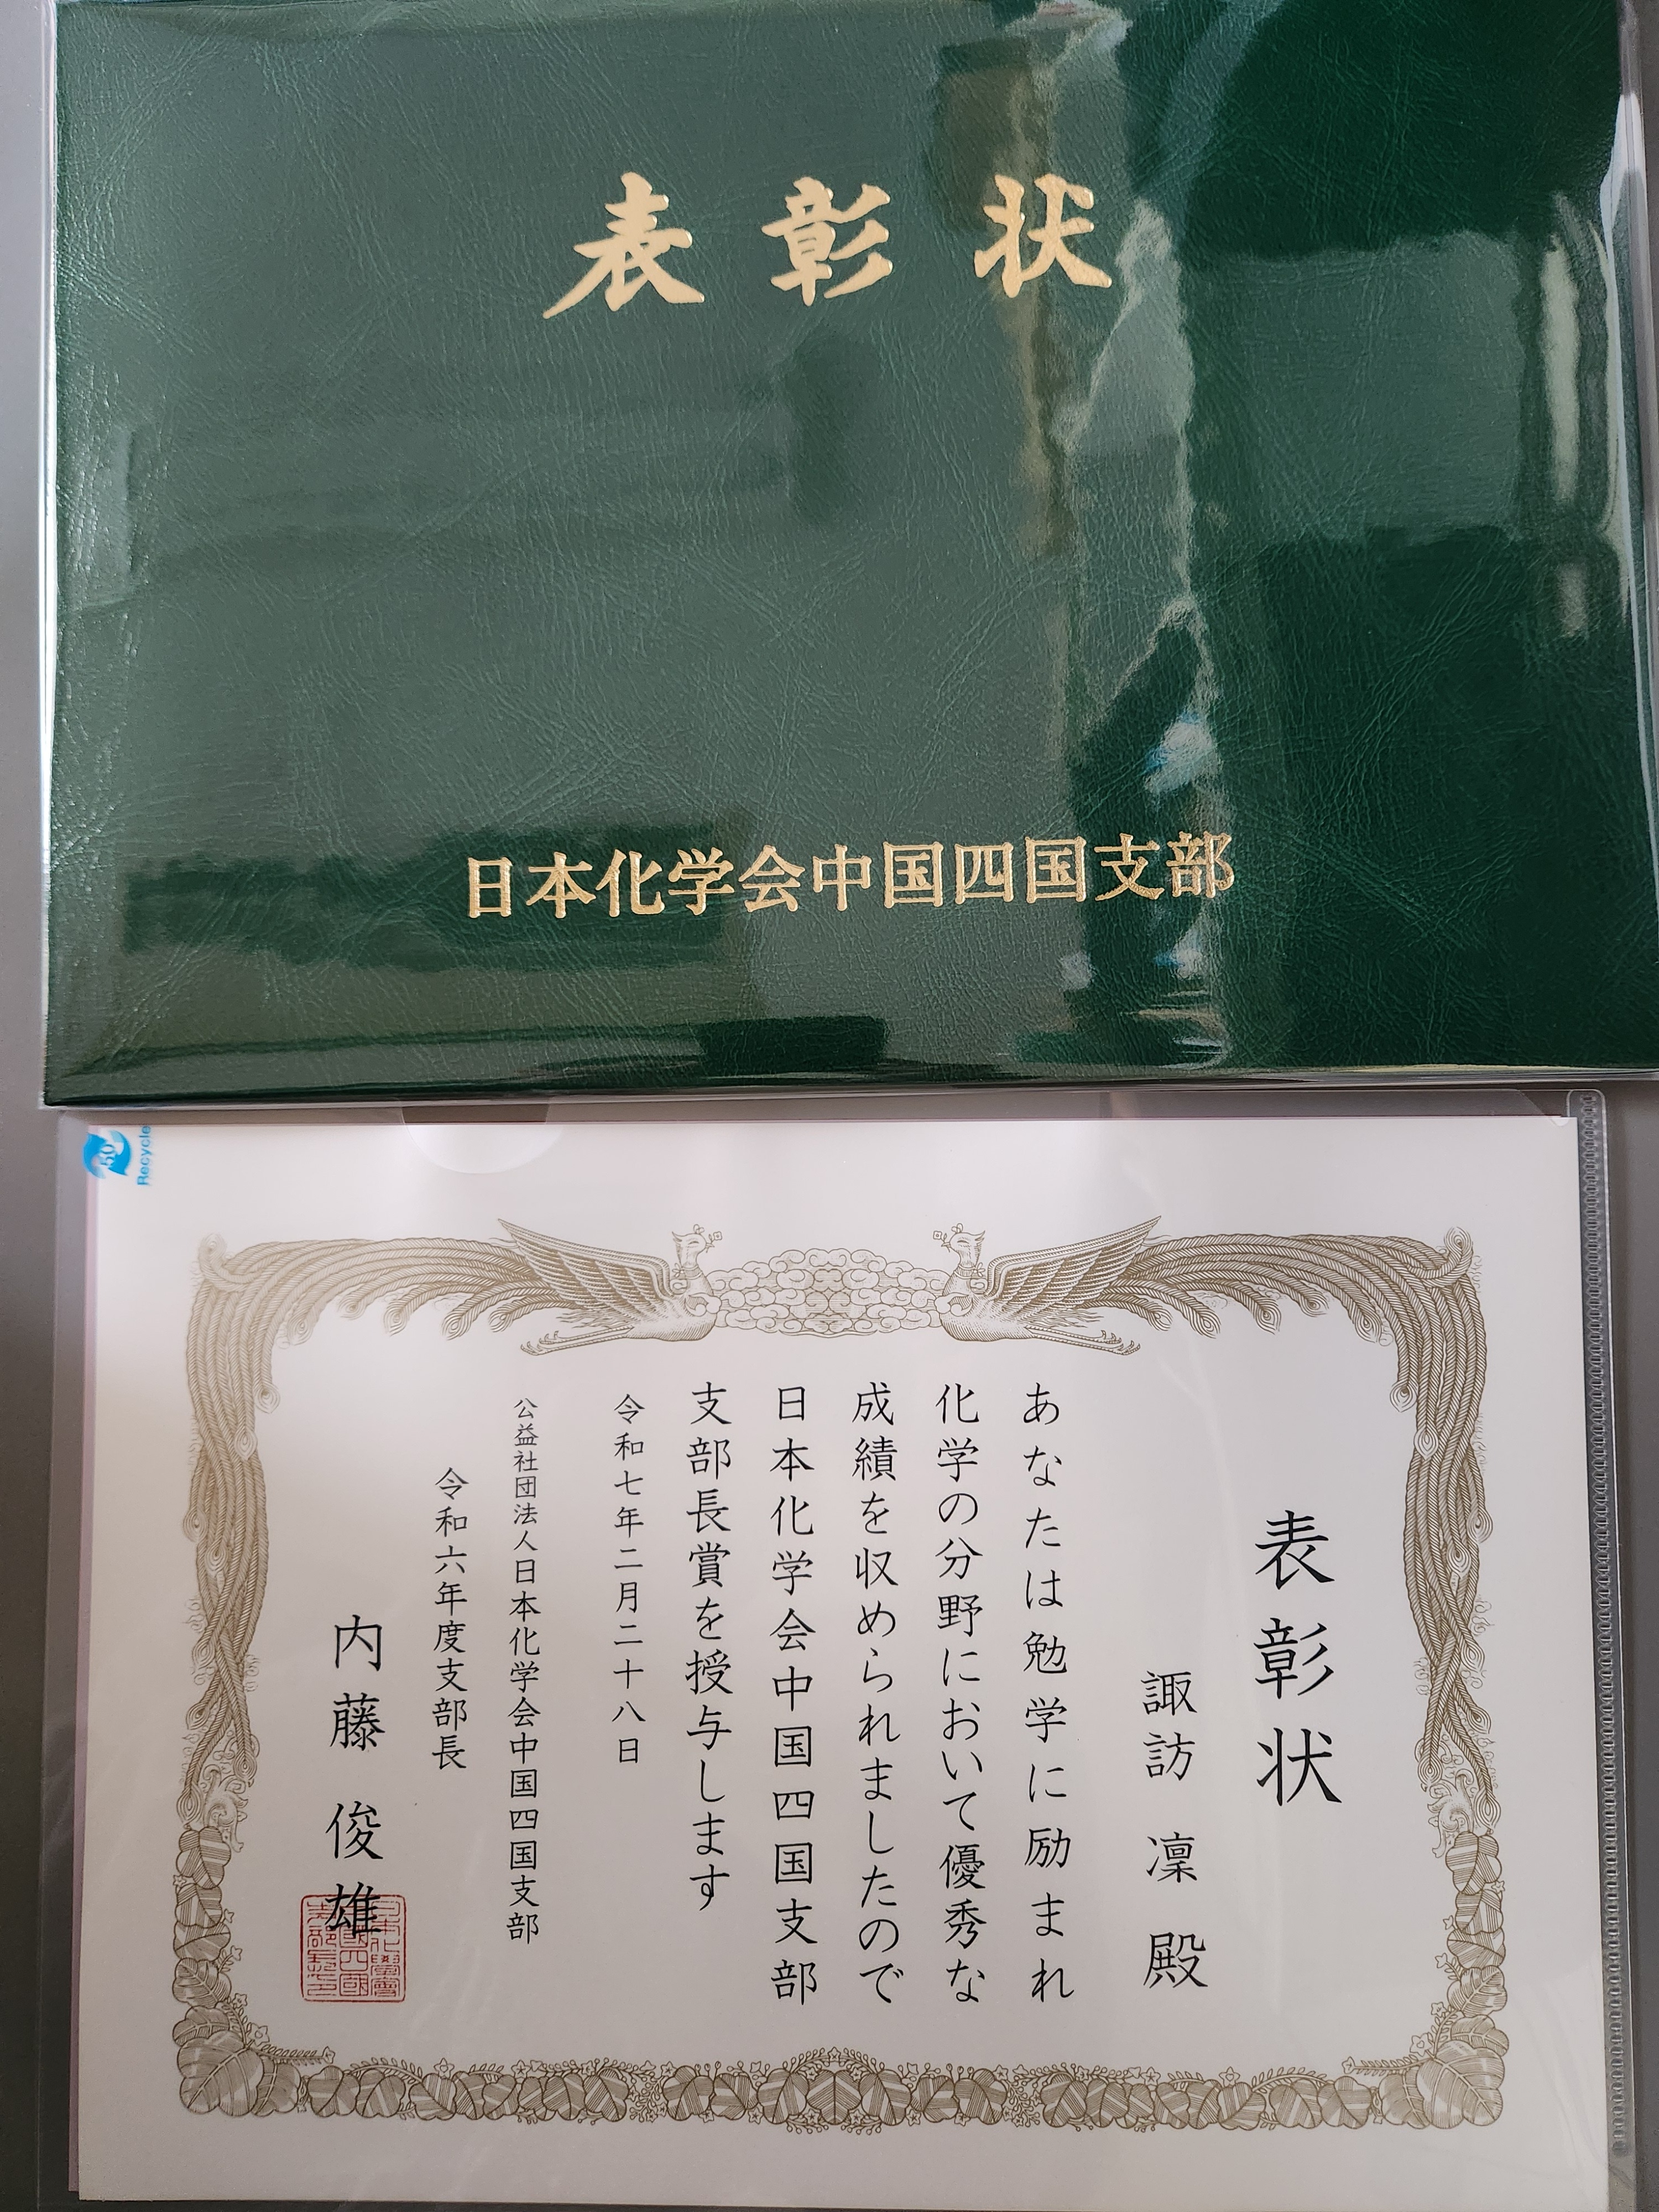 表彰状
日本化学会中国四国支部
50
Recycle
表彰状
諏訪 凜 殿
あなたは勉学に励まれ
化学の分野において優秀な
成績を収められましたので
日本化学会中国四国支部
支部長賞を授与します
令和七年二月二十八日
公益社団法人日本化学会中国四国支部
令和六年度支部長
内藤 俊雄